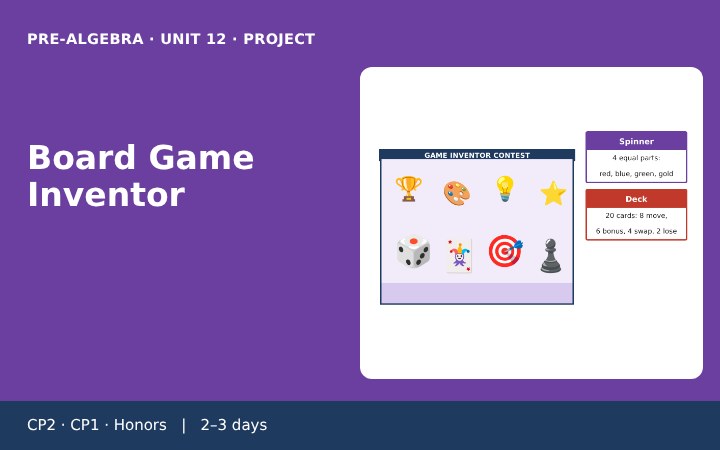 PRE-ALGEBRA · UNIT 12 · PROJECT
Board Game
Inventor
GAME INVENTOR CONTEST
Spinner
4 equal parts:
red, blue, green, gold
Deck
20 cards: 8 move,
6 bonus, 4 swap, 2 lose
CP2 · CP1 · Honors | 2–3 days